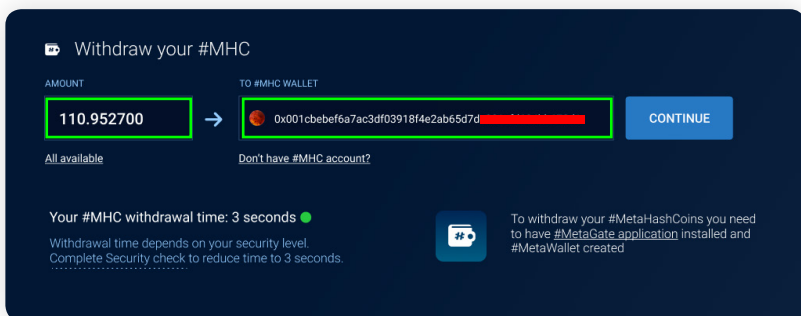 Withdraw your #MHC
AMOUNT
TO #MHC WALLET
110.952700
0x001cbebef6a7ac3df03918f4e2ab65d7d
CONTINUE
All available
Don't have #MHC account?
Your #MHC withdrawal time: 3 seconds
Withdrawal time depends on your security level.
Complete Security check to reduce time to 3 seconds.
To withdraw your #MetaHashCoins you need
to have #MetaGate application installed and
#MetaWallet created